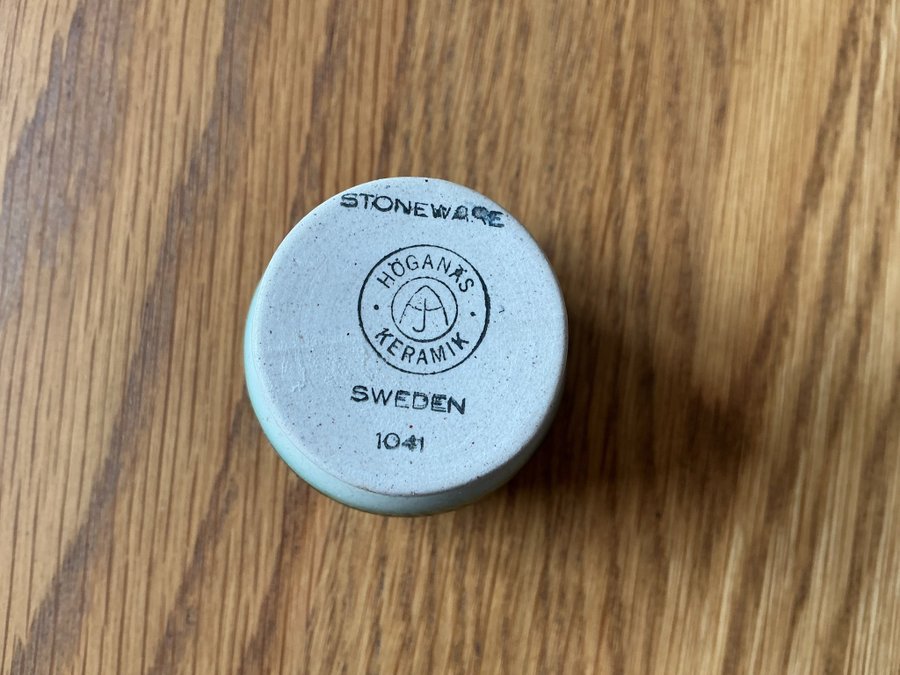 STONEWARE
HÖGANÄS
KERAMIK
SWEDEN
1041